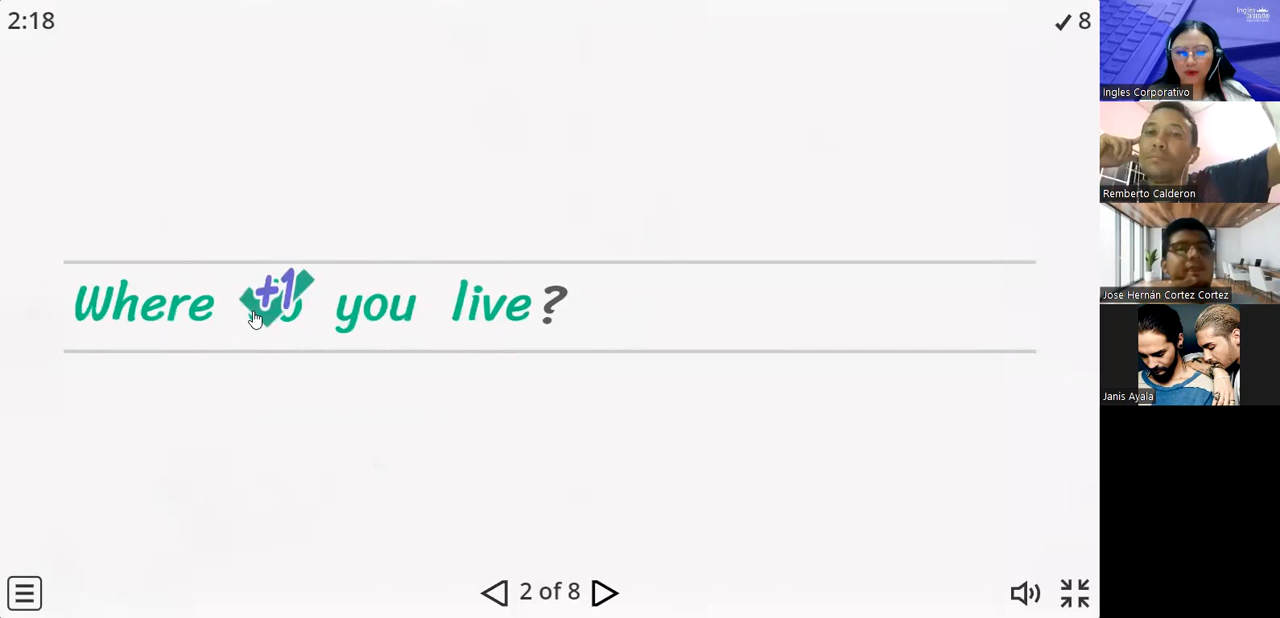 2:18
✓ 8
Where +1 you live?
2 of 8
Ingles Corporativo
Remberto Calderon
Jose Hernán Cortez Cortez
Janis Ayala